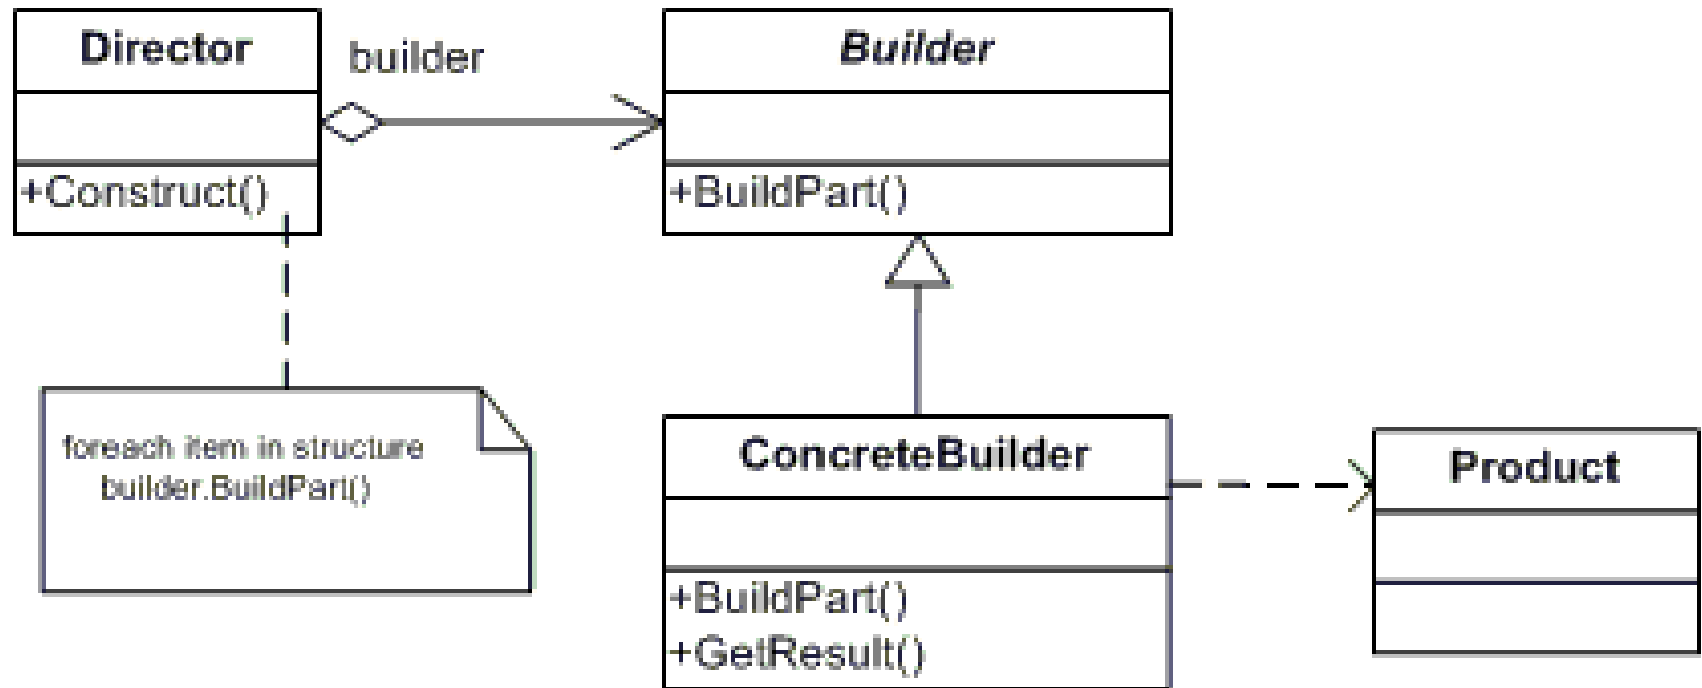 Director
builder
Builder
+Construct()
+BuildPart()
foreach item in structure
builder.BuildPart()
ConcreteBuilder
+BuildPart()
+GetResult()
Product